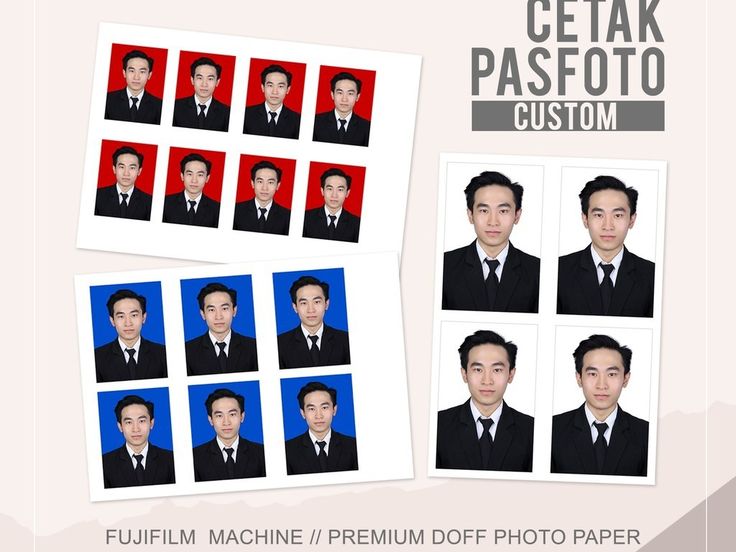 CETAK
PASFOTO
CUSTOM
FUJIFILM MACHINE // PREMIUM DOFF PHOTO PAPER